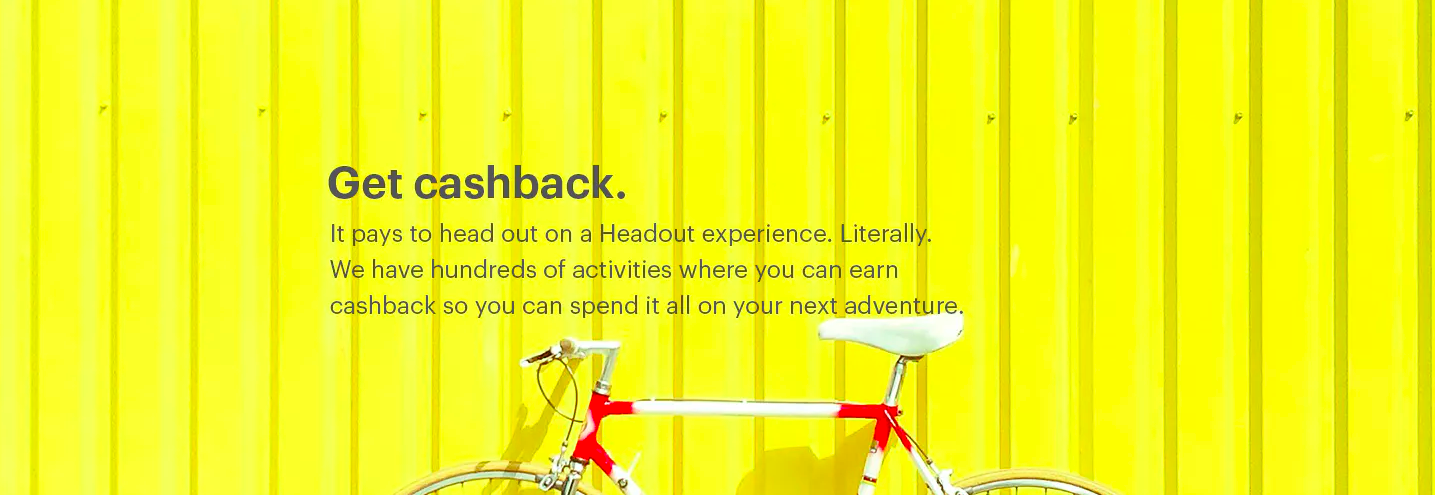 Get cashback.
It pays to head out on a Headout experience. Literally.
We have hundreds of activities where you can earn
cashback so you can spend it all on your next adventure.